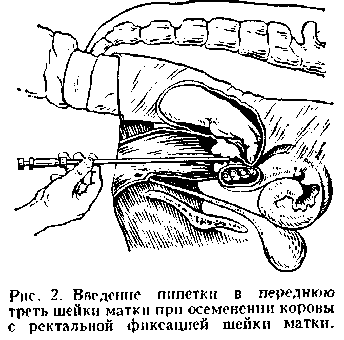 Рис. 2. Введение пипетки в переднюю
треть шейки матки при осеменении коровы
с ректальной фиксацией шейки матки.